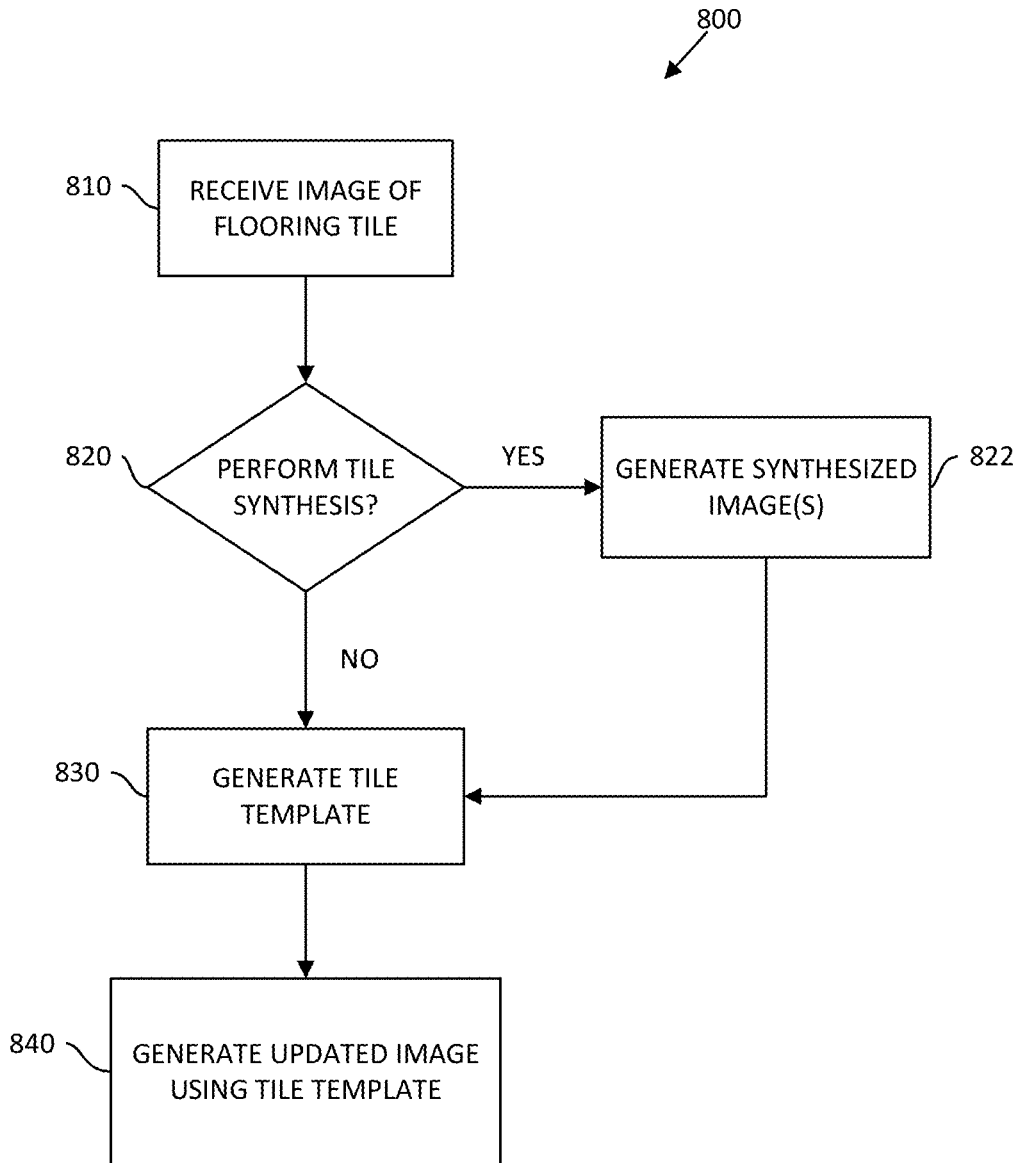 800
810
RECEIVE IMAGE OF
FLOORING TILE
820
PERFORM TILE
SYNTHESIS?
YES
GENERATE SYNTHESIZED
IMAGE(S)
822
NO
830
GENERATE TILE
TEMPLATE
840
GENERATE UPDATED IMAGE
USING TILE TEMPLATE